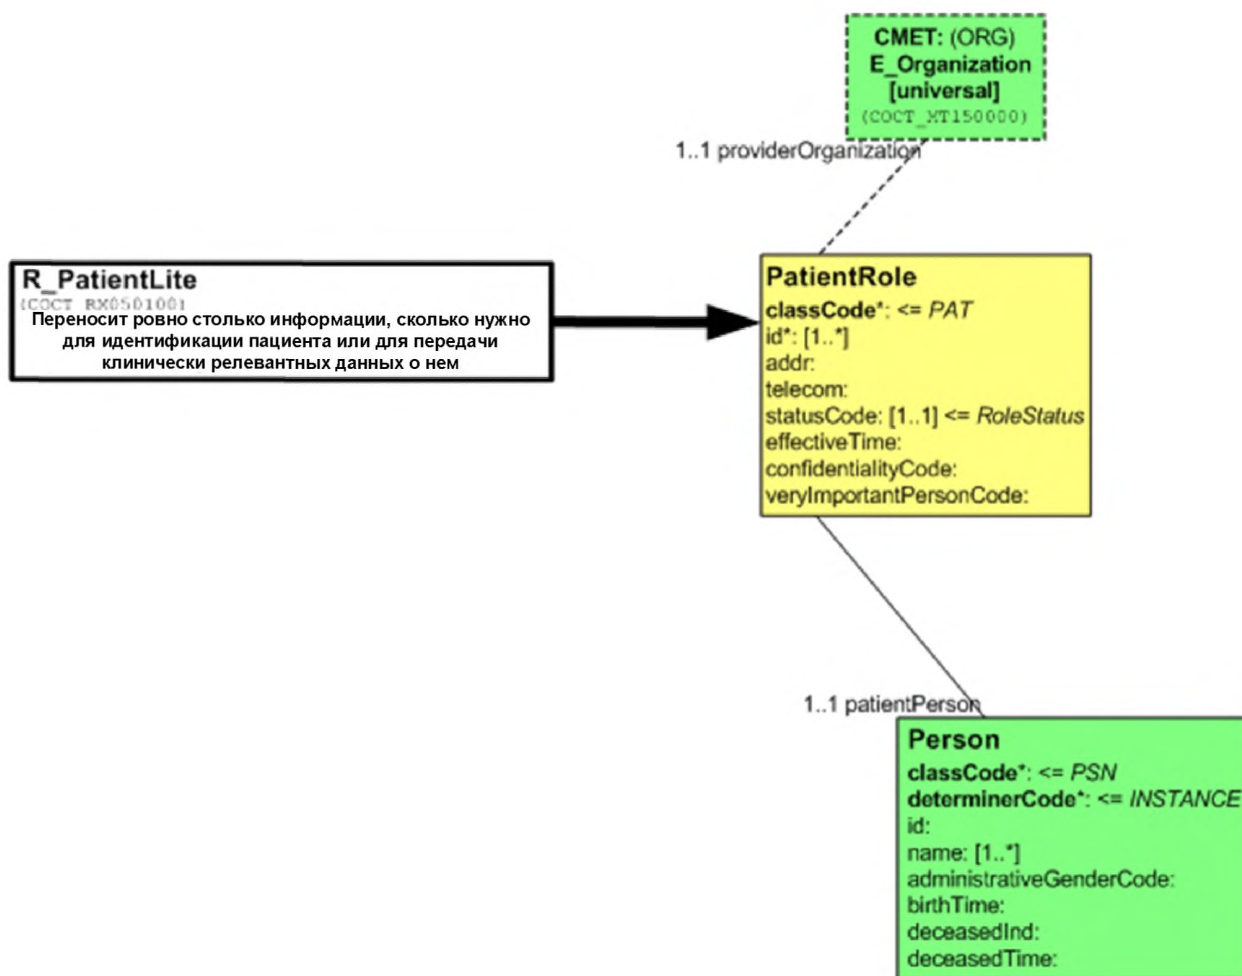 CMET: (ORG)
E_Organization
[universal]
(COCT_MT150000)
1..1 providerOrganization
R_PatientLite
(COCT_RX050100)
Переносит ровно столько информации, сколько нужно
для идентификации пациента или для передачи
клинически релевантных данных о нем
PatientRole
classCode*: <= PAT
id*: [1..*]
addr:
telecom:
statusCode: [1..1] <= RoleStatus
effectiveTime:
confidentialityCode:
veryImportantPersonCode:
1..1 patientPerson
Person
classCode*: <= PSN
determinerCode*: <= INSTANCE
id:
name: [1..*]
administrativeGenderCode:
birthTime:
deceasedInd:
deceasedTime: